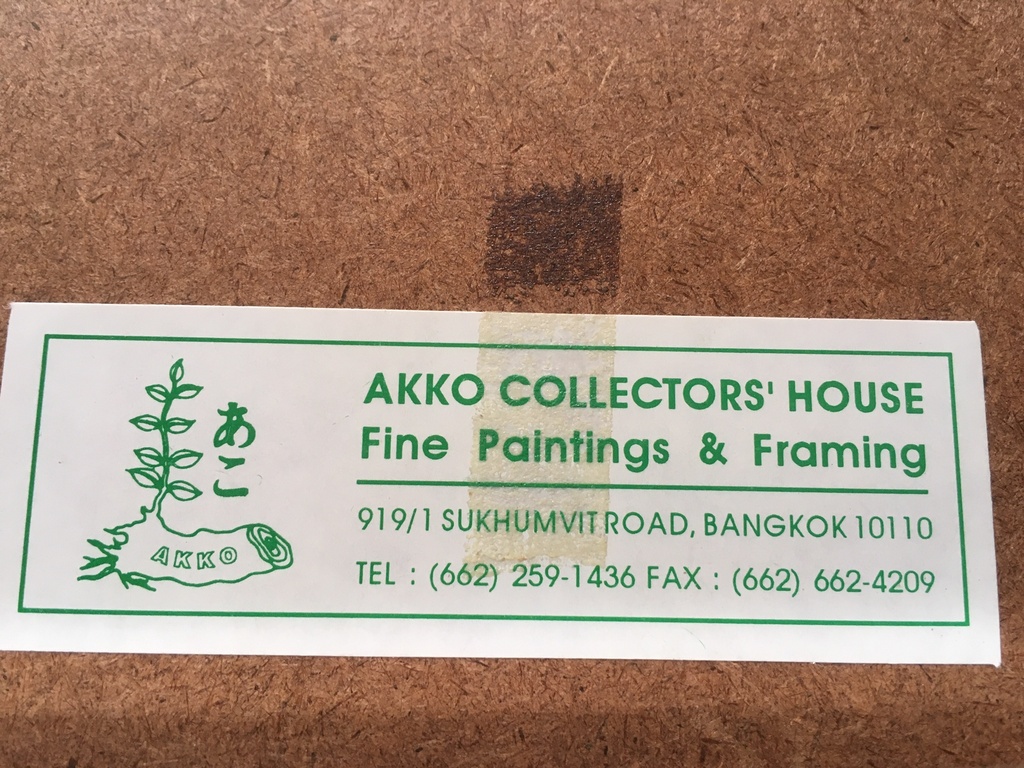 あこ
AKKO
AKKO COLLECTORS' HOUSE
Fine Paintings & Framing
919/1 SUKHUMVIT ROAD, BANGKOK 10110
TEL : (662) 259-1436 FAX : (662) 662-4209